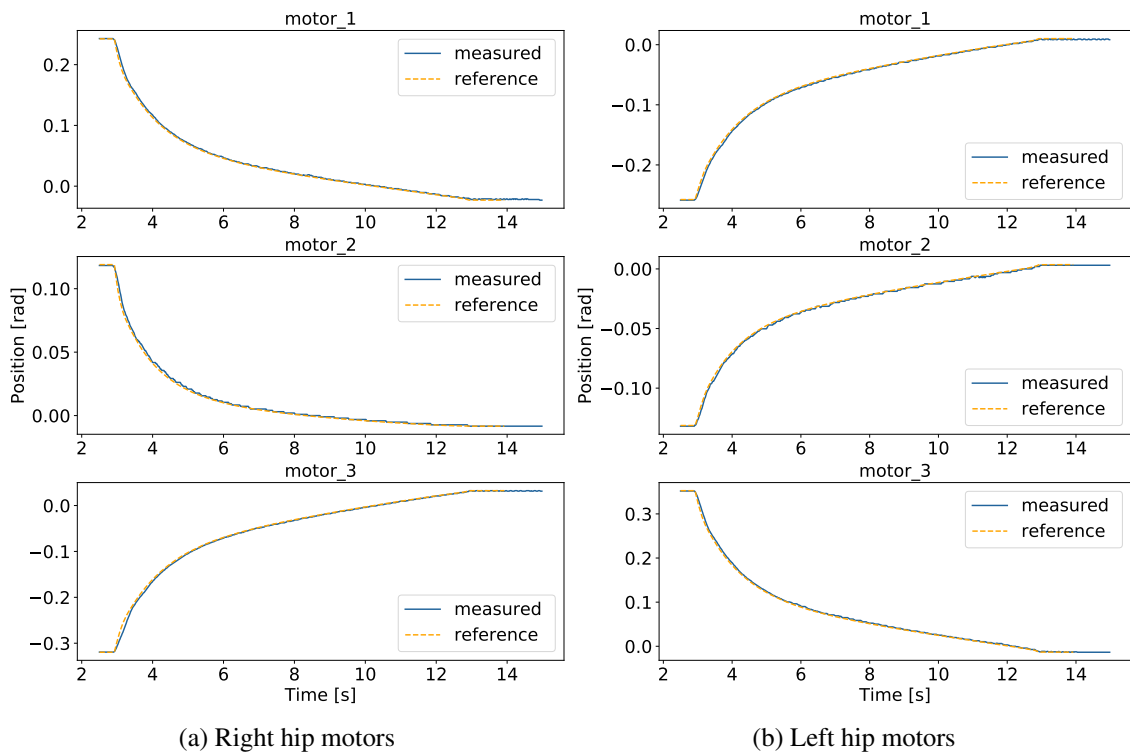 motor_1
0.2
0.1
0.0
measured
reference
2 4 6 8 10 12 14
motor_2
0.10
0.05
0.00
Position [rad]
measured
reference
2 4 6 8 10 12 14
motor_3
0.0
−0.1
−0.2
−0.3
measured
reference
2 4 6 8 10 12 14
Time [s]
(a) Right hip motors
motor_1
0.0
−0.1
−0.2
measured
reference
2 4 6 8 10 12 14
motor_2
0.00
−0.05
−0.10
Position [rad]
measured
reference
2 4 6 8 10 12 14
motor_3
0.3
0.2
0.1
0.0
measured
reference
2 4 6 8 10 12 14
Time [s]
(b) Left hip motors